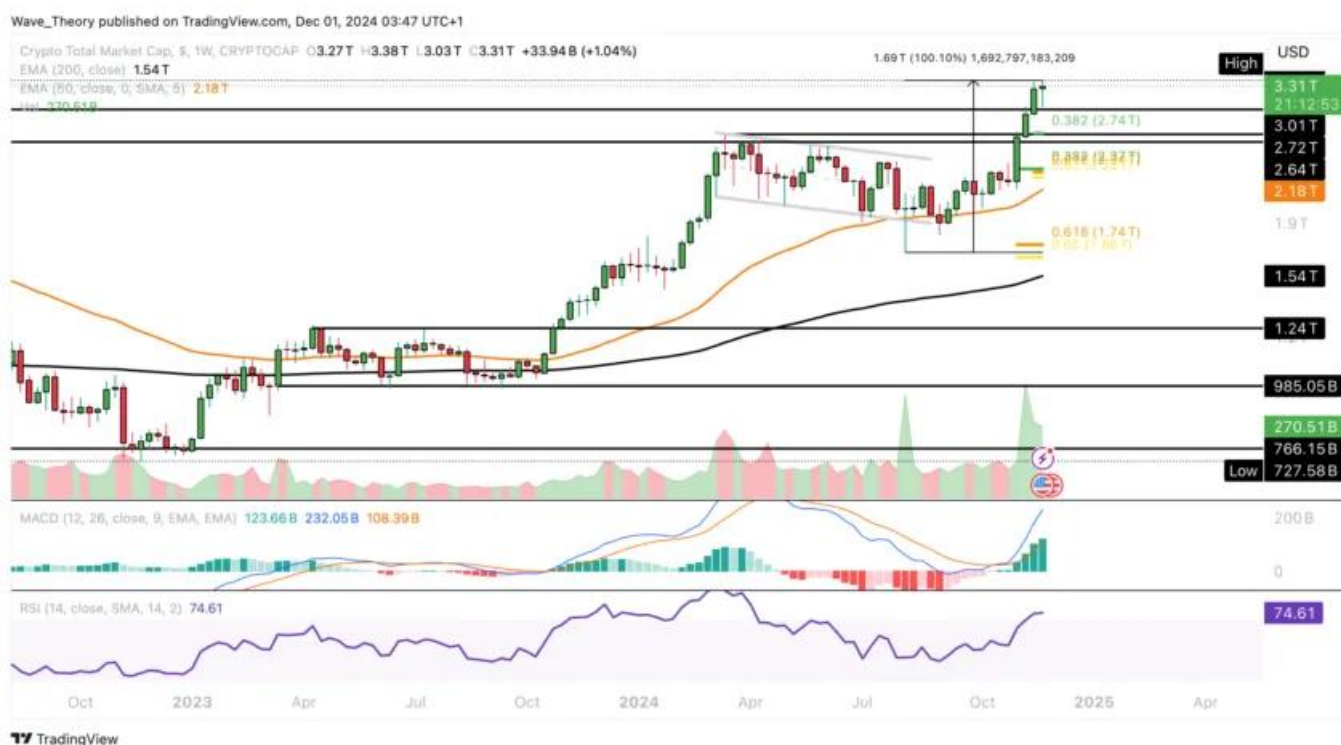 Wave_Theory published on TradingView.com, Dec 01, 2024 03:47 UTC+1
Crypto Total Market Cap, $, 1W, CRYPTOCAP O3.27T H3.38T L3.03T C3.31T +33.94B (+1.04%)
EMA (200, close) 1.54T
EMA (50, close, 0, SMA, 5) 2.18T
Vol 270.51B
1.69T (100.10%) 1,692,797,183,209
USD
High
3.31T
21:12:53
0.382 (2.74T)
3.01T
2.72T
0.382 (2.37T)
2.64T
2.18T
1.9T
0.618 (1.74T)
1.54T
1.24T
985.05B
270.51B
766.15B
Low 727.58B
MACD (12, 26, close, 9, EMA, EMA) 123.66B 232.05B 108.39B
200B
0
RSI (14, close, SMA, 14, 2) 74.61
74.61
Oct 2023 Apr Jul Oct 2024 Apr Jul Oct 2025 Apr
TradingView